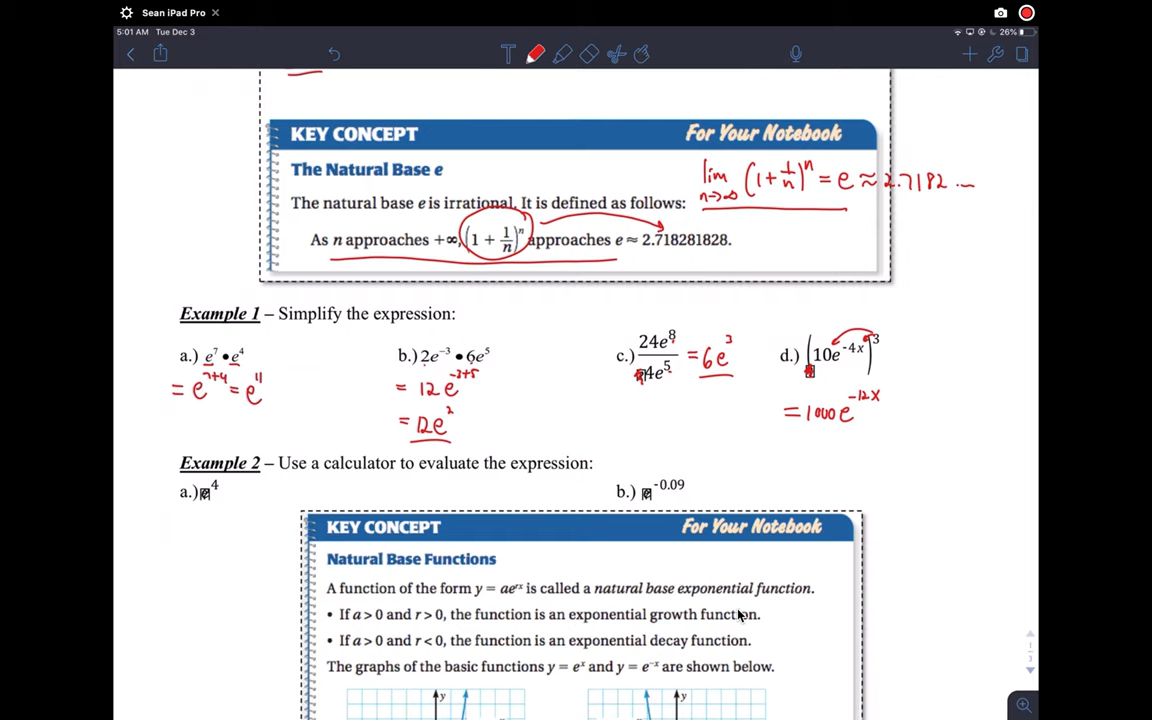 Sean iPad Pro ×
5:01 AM Tue Dec 3
26%
T
KEY CONCEPT For Your Notebook
The Natural Base e
lim n→∞ (1 + 1/n)^n = e ≈ 2.7182 ...
The natural base e is irrational. It is defined as follows:
As n approaches +∞, (1 + 1/n)^n approaches e ≈ 2.718281828.
Example 1 – Simplify the expression:
a.) e^7 • e^4
= e^7+4 = e^11
b.) 2e^-3 • 6e^5
= 12e^-3+5
= 12e^2
c.) 24e^8 / 4e^5 = 6e^3
d.) (10e^-4x)^3
= 1000e^-12x
Example 2 – Use a calculator to evaluate the expression:
a.) e^4
b.) e^-0.09
KEY CONCEPT For Your Notebook
Natural Base Functions
A function of the form y = ae^rx is called a natural base exponential function.
• If a > 0 and r > 0, the function is an exponential growth function.
• If a > 0 and r < 0, the function is an exponential decay function.
The graphs of the basic functions y = e^x and y = e^-x are shown below.
y
y